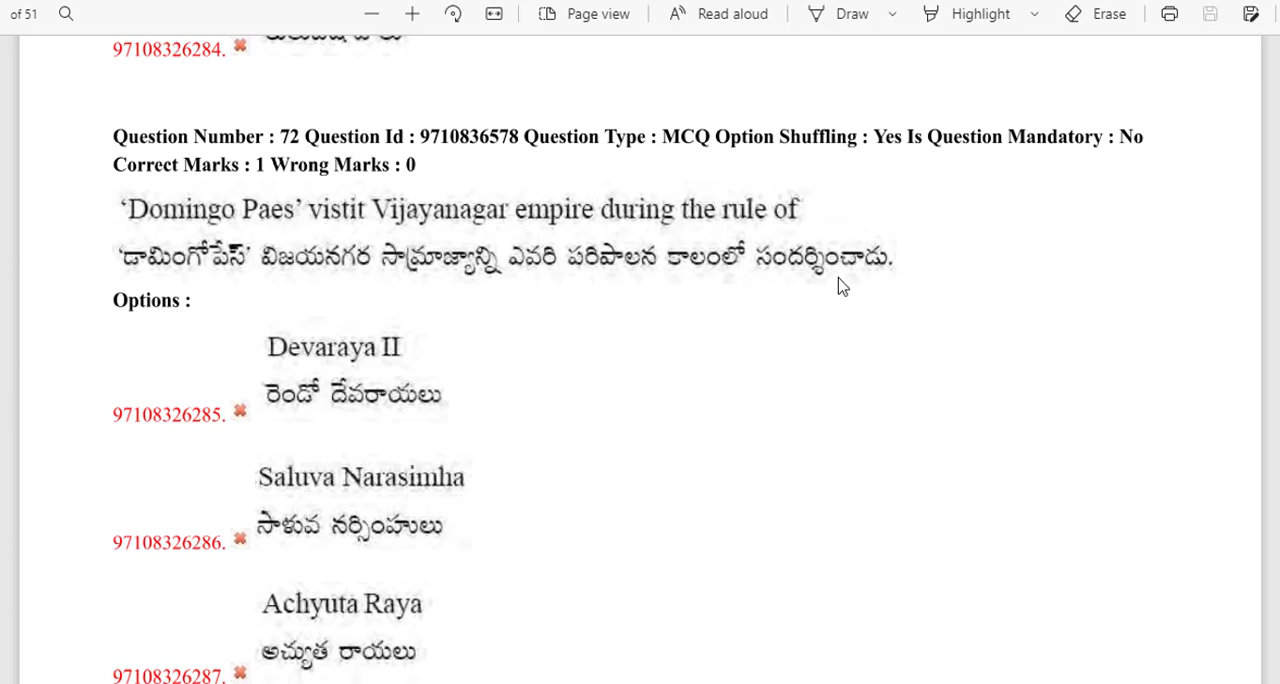 of 51 Page view Read aloud Draw Highlight Erase
97108326284.
Question Number : 72 Question Id : 9710836578 Question Type : MCQ Option Shuffling : Yes Is Question Mandatory : No
Correct Marks : 1 Wrong Marks : 0
‘Domingo Paes’ vistit Vijayanagar empire during the rule of
‘డామింగోపేస్’ విజయనగర సామ్రాజ్యాన్ని ఎవరి పరిపాలన కాలంలో సందర్శించాడు.
Options :
Devaraya II
రెండో దేవరాయలు
97108326285.
Saluva Narasimha
సాళువ నర్సింహులు
97108326286.
Achyuta Raya
అచ్యుత రాయలు
97108326287.